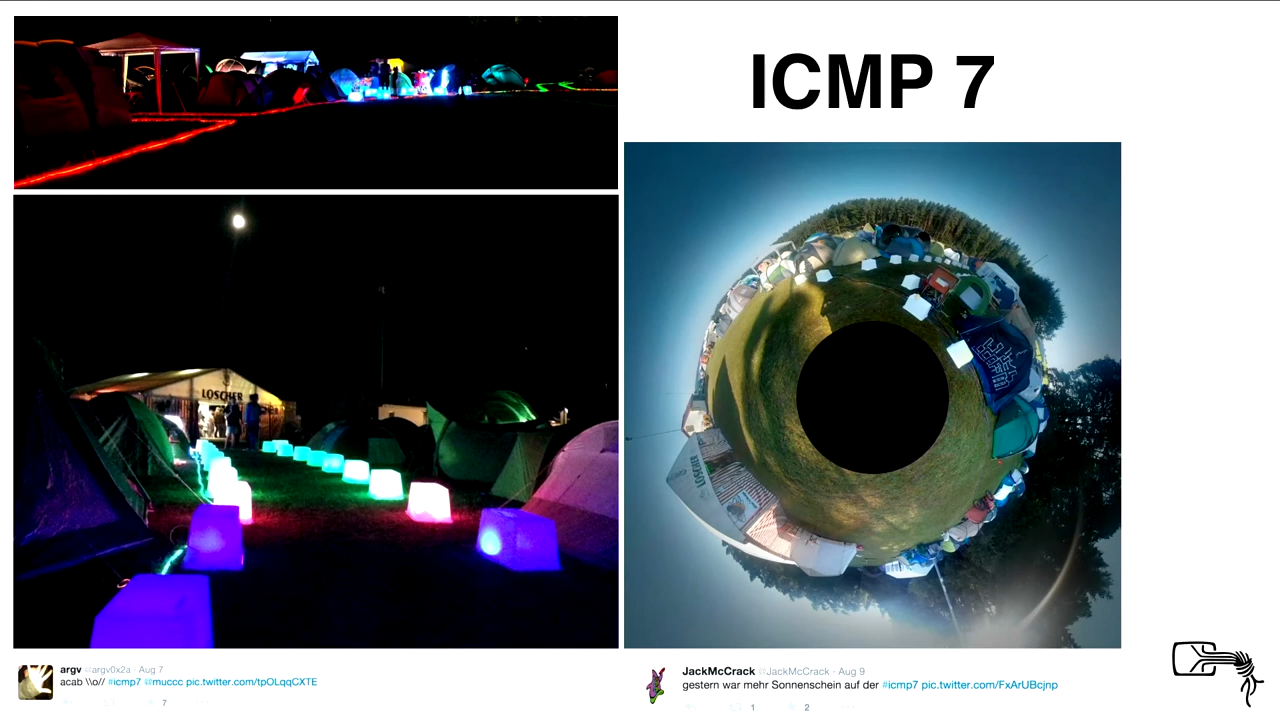 ICMP 7
LOSCHER
LOSCHER
argv @argv0x2a · Aug 7
acab \\o// #icmp7 @muccc pic.twitter.com/tpOLqqCXTE
7
JackMcCrack @JackMcCrack · Aug 9
gestern war mehr Sonnenschein auf der #icmp7 pic.twitter.com/FxArUBcjnp
1 2